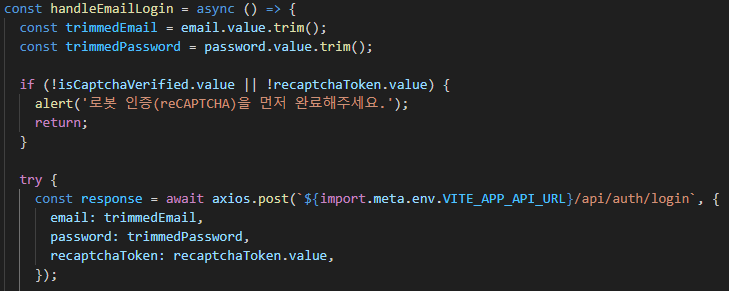 const handleEmailLogin = async () => {
const trimmedEmail = email.value.trim();
const trimmedPassword = password.value.trim();
if (!isCaptchaVerified.value || !recaptchaToken.value) {
alert('로봇 인증(reCAPTCHA)을 먼저 완료해주세요.');
return;
}
try {
const response = await axios.post(`${import.meta.env.VITE_APP_API_URL}/api/auth/login`, {
email: trimmedEmail,
password: trimmedPassword,
recaptchaToken: recaptchaToken.value,
});